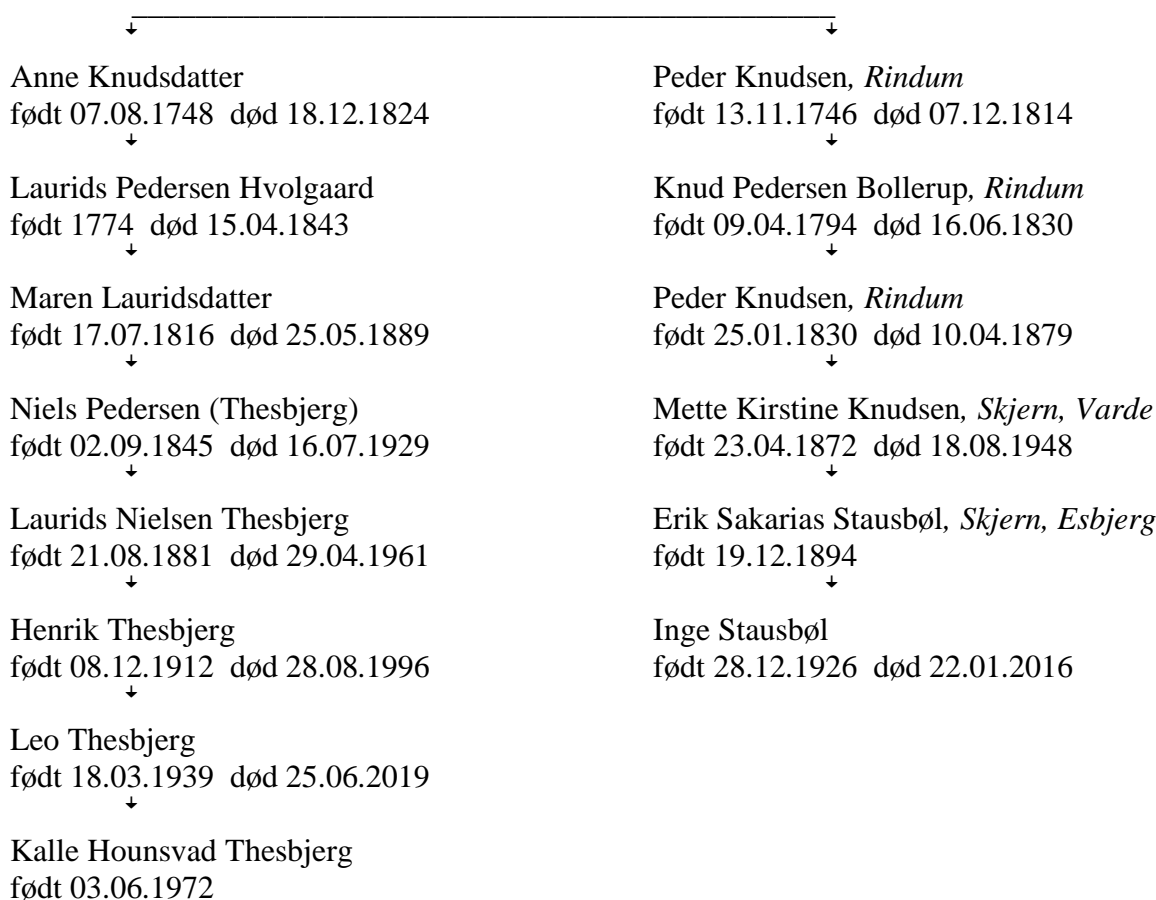 Anne Knudsdatter
født 07.08.1748 død 18.12.1824
Laurids Pedersen Hvolgaard
født 1774 død 15.04.1843
Maren Lauridsdatter
født 17.07.1816 død 25.05.1889
Niels Pedersen (Thesbjerg)
født 02.09.1845 død 16.07.1929
Laurids Nielsen Thesbjerg
født 21.08.1881 død 29.04.1961
Henrik Thesbjerg
født 08.12.1912 død 28.08.1996
Leo Thesbjerg
født 18.03.1939 død 25.06.2019
Kalle Hounsvad Thesbjerg
født 03.06.1972
Peder Knudsen, Rindum
født 13.11.1746 død 07.12.1814
Knud Pedersen Bollerup, Rindum
født 09.04.1794 død 16.06.1830
Peder Knudsen, Rindum
født 25.01.1830 død 10.04.1879
Mette Kirstine Knudsen, Skjern, Varde
født 23.04.1872 død 18.08.1948
Erik Sakarias Stausbøl, Skjern, Esbjerg
født 19.12.1894
Inge Stausbøl
født 28.12.1926 død 22.01.2016